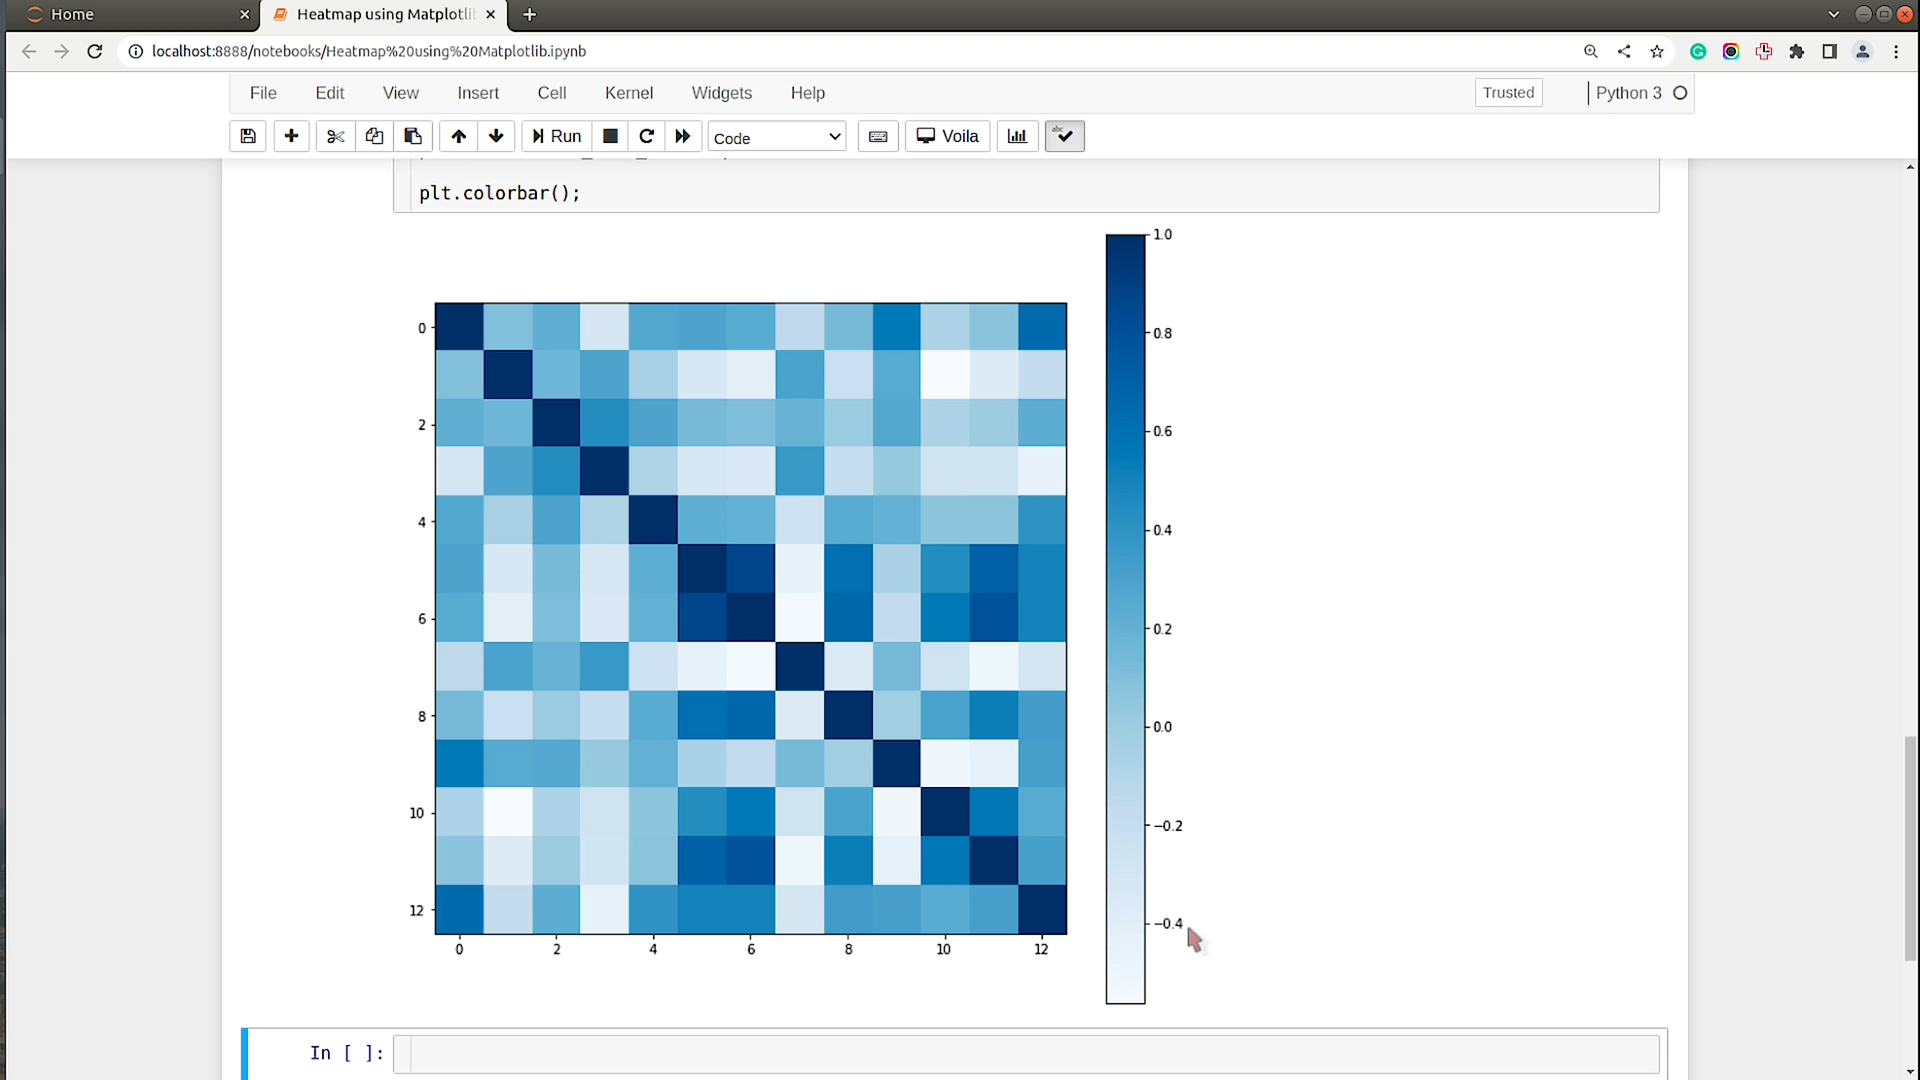 Home
Heatmap using Matplotli
localhost:8888/notebooks/Heatmap%20using%20Matplotlib.ipynb
File Edit View Insert Cell Kernel Widgets Help Trusted Python 3
Run Code Voila abc
plt.colorbar();
1.0
0.8
0.6
0.4
0.2
0.0
−0.2
−0.4
0
2
4
6
8
10
12
0 2 4 6 8 10 12
In [ ]: